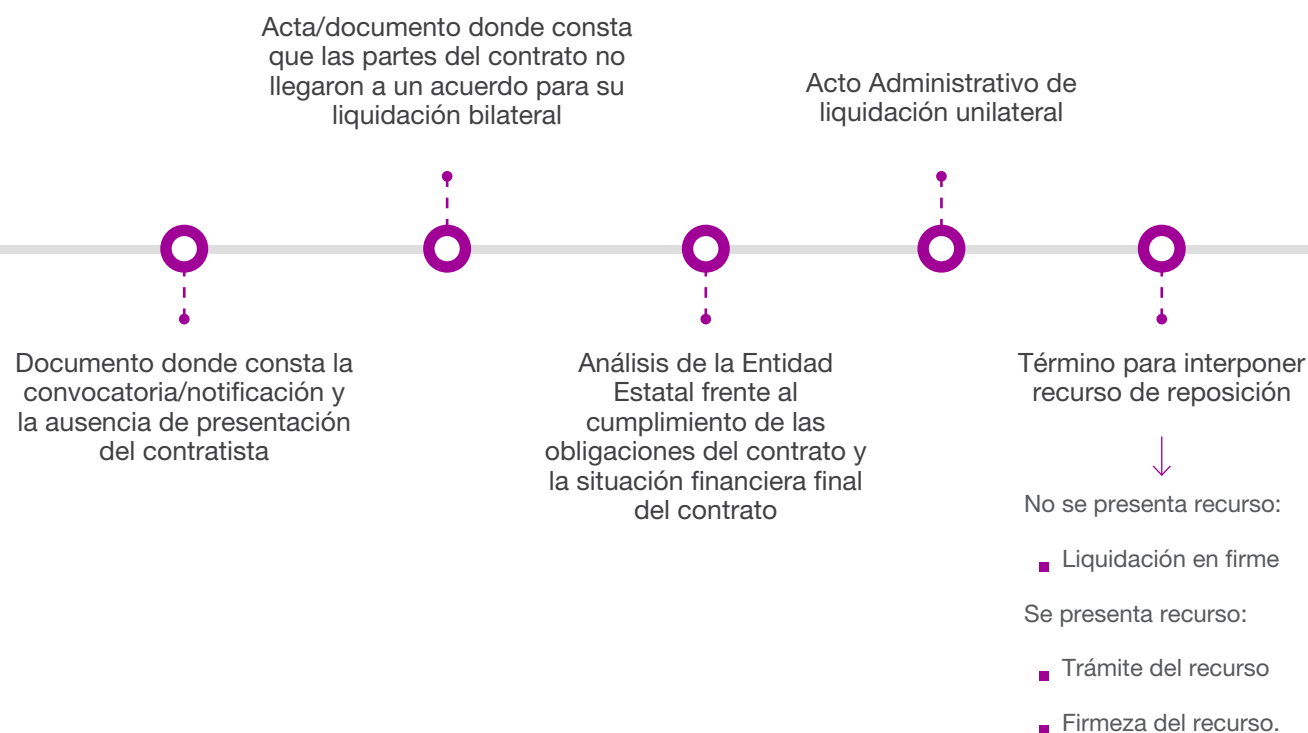 Acta/documento donde consta
que las partes del contrato no
llegaron a un acuerdo para su
liquidación bilateral
Acto Administrativo de
liquidación unilateral
Documento donde consta la
convocatoria/notificación y
la ausencia de presentación
del contratista
Análisis de la Entidad
Estatal frente al
cumplimiento de las
obligaciones del contrato y
la situación financiera final
del contrato
Término para interponer
recurso de reposición
No se presenta recurso:
Liquidación en firme
Se presenta recurso:
Trámite del recurso
Firmeza del recurso.